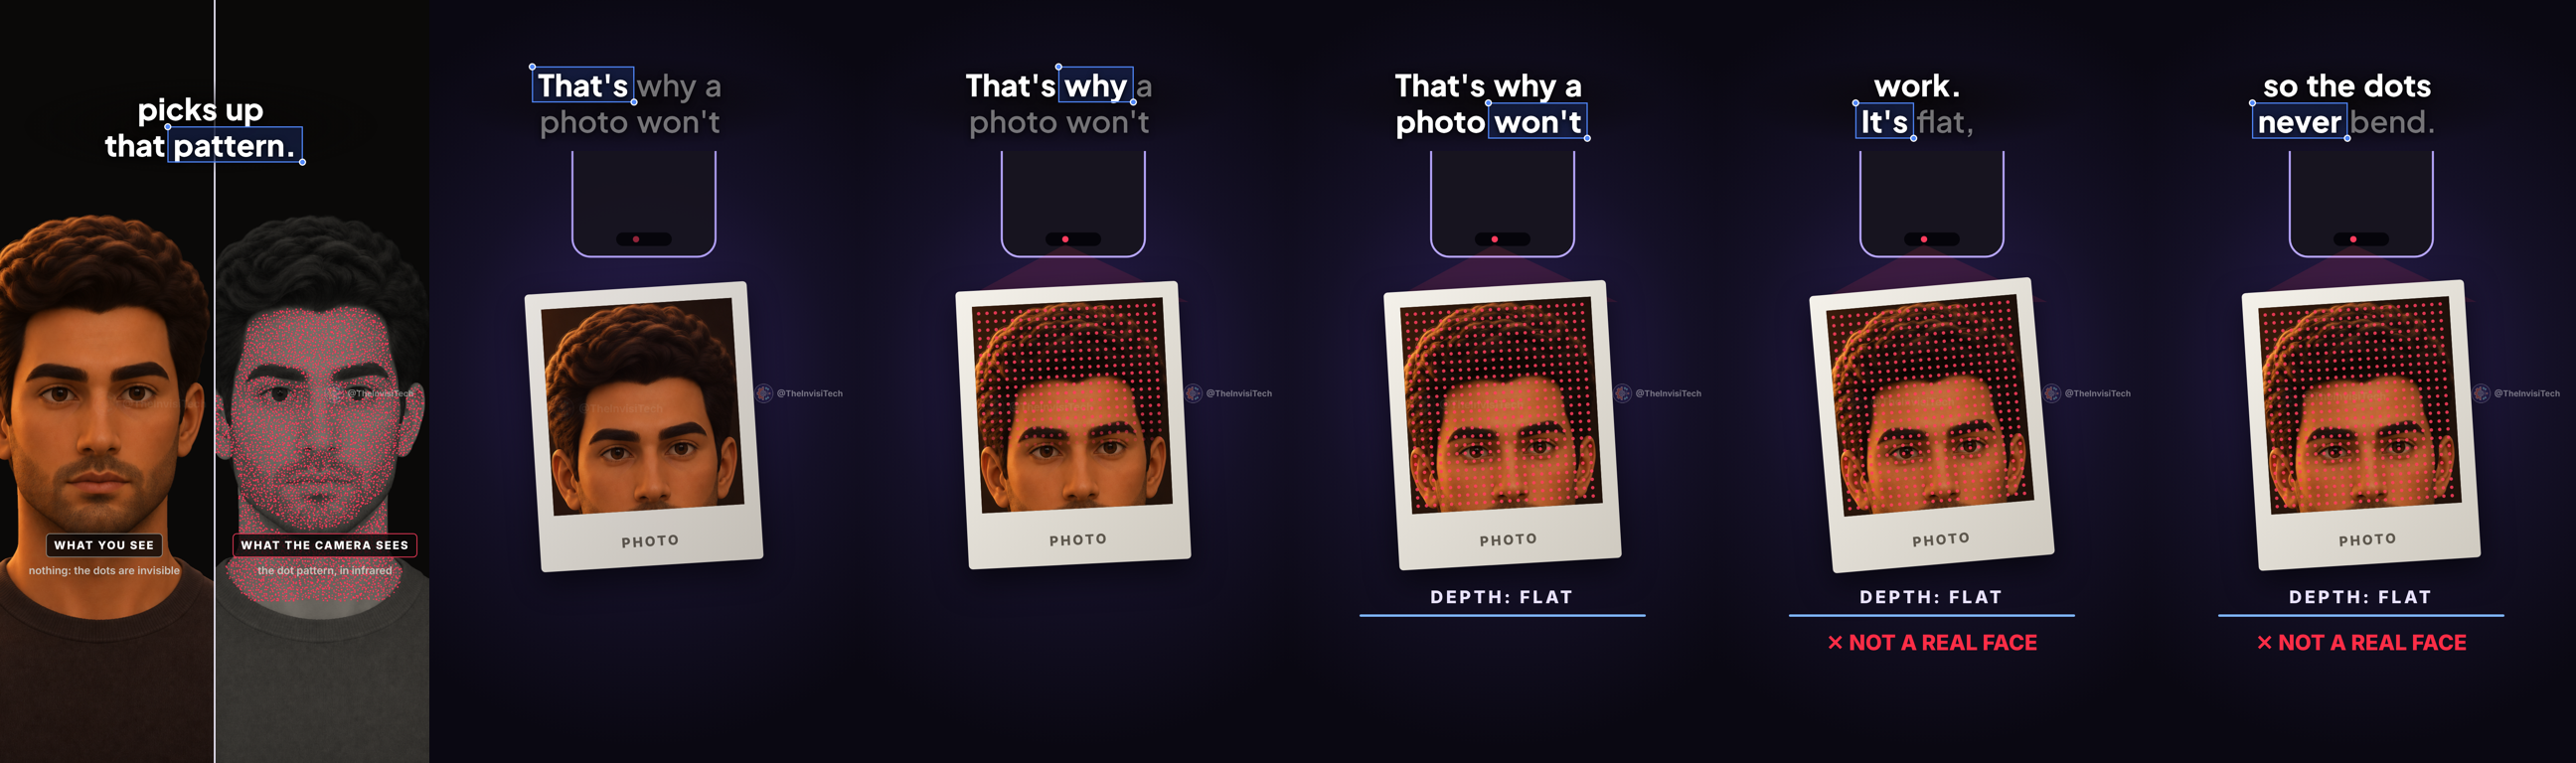 picks up
that pattern.
@TheInvisiTech
WHAT YOU SEE
WHAT THE CAMERA SEES
nothing: the dots are invisible
the dot pattern, in infrared
That's why a
photo won't
@TheInvisiTech
PHOTO
That's why a
photo won't
@TheInvisiTech
PHOTO
That's why a
photo won't
@TheInvisiTech
PHOTO
DEPTH: FLAT
work.
It's flat,
@TheInvisiTech
PHOTO
DEPTH: FLAT
× NOT A REAL FACE
so the dots
never bend.
@TheInvisiTech
PHOTO
DEPTH: FLAT
× NOT A REAL FACE